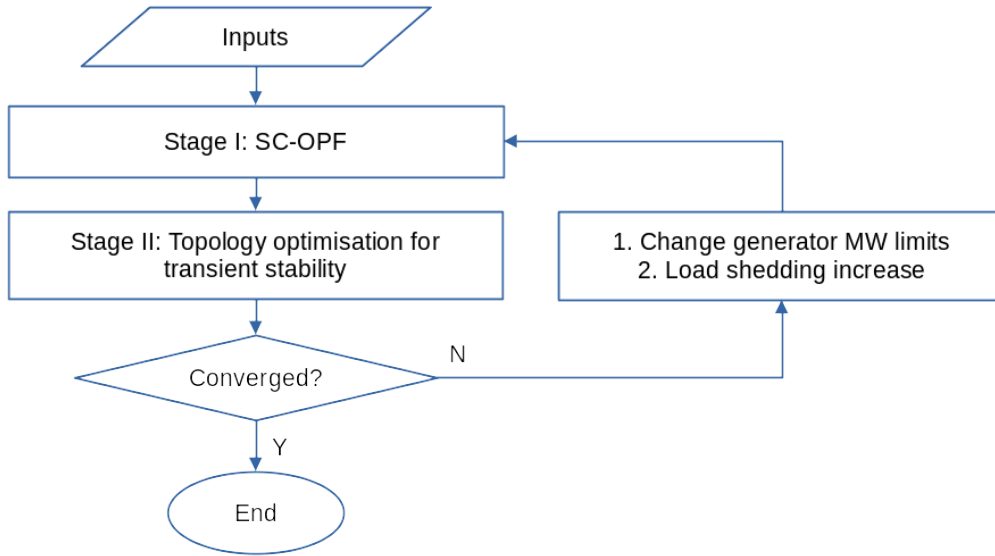 Inputs
Stage I: SC-OPF
Stage II: Topology optimisation for
transient stability
1. Change generator MW limits
2. Load shedding increase
Converged?
N
Y
End